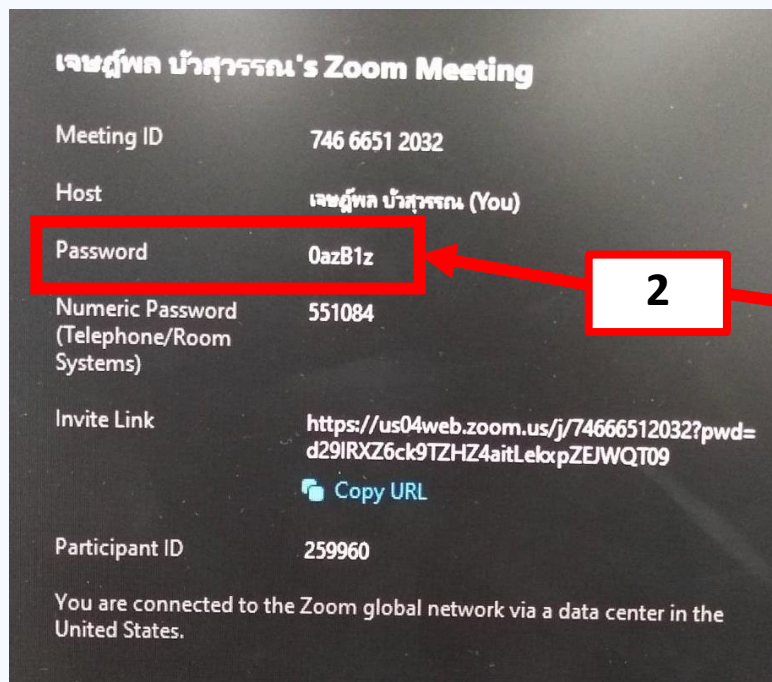 เจษฎ์พล บัวสุวรรณ's Zoom Meeting
Meeting ID 746 6651 2032
Host เจษฎ์พล บัวสุวรรณ (You)
Password 0azB1z
2
Numeric Password 551084
(Telephone/Room
Systems)
Invite Link https://us04web.zoom.us/j/74666512032?pwd=
d29IRXZ6ck9TZHZ4aitLekxpZEJWQT09
Copy URL
Participant ID 259960
You are connected to the Zoom global network via a data center in the
United States.